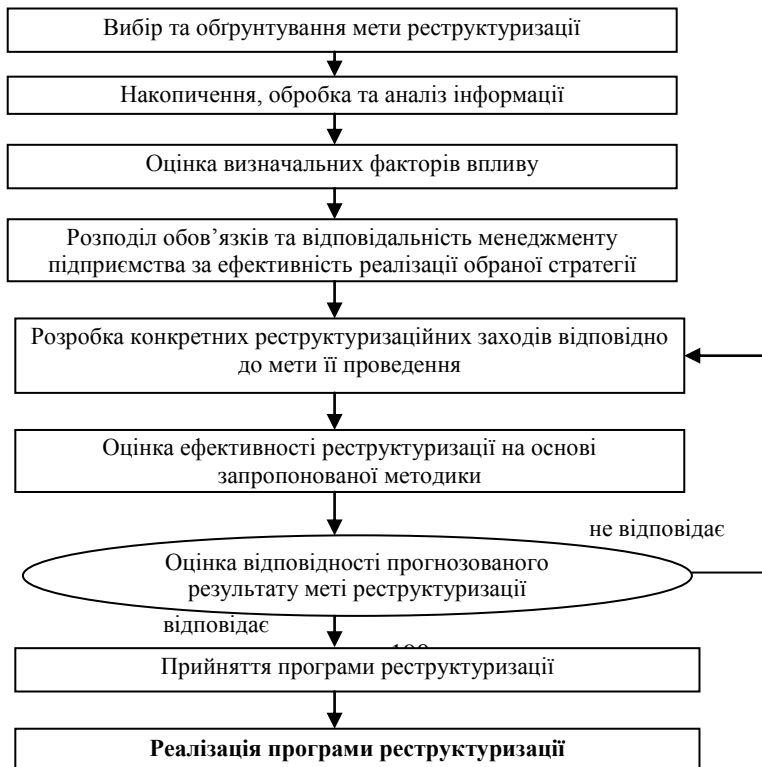 Вибір та обґрунтування мети реструктуризації
Накопичення, обробка та аналіз інформації
Оцінка визначальних факторів впливу
Розподіл обов’язків та відповідальність менеджменту
підприємства за ефективність реалізації обраної стратегії
Розробка конкретних реструктуризаційних заходів відповідно
до мети її проведення
Оцінка ефективності реструктуризації на основі
запропонованої методики
не відповідає
Оцінка відповідності прогнозованого
результату меті реструктуризації
відповідає
Прийняття програми реструктуризації
Реалізація програми реструктуризації